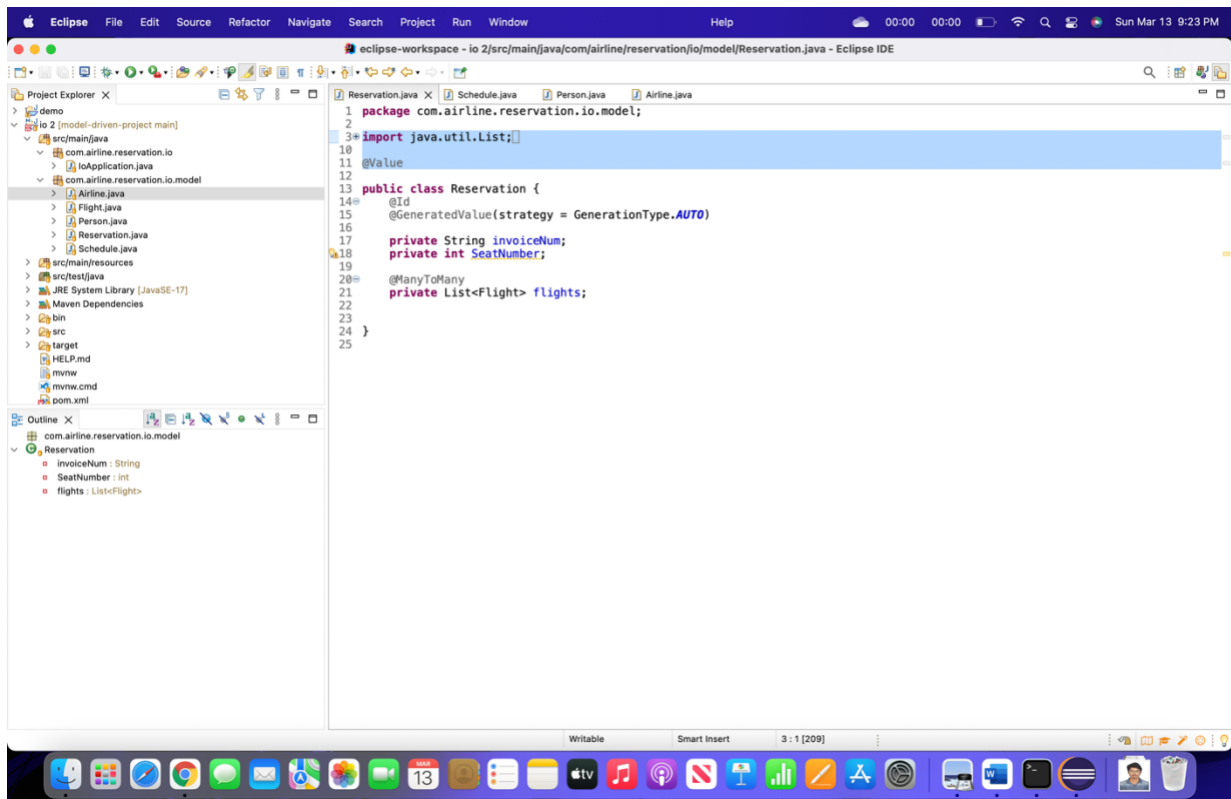 Eclipse File Edit Source Refactor Navigate Search Project Run Window Help 00:00 00:00 Sun Mar 13 9:23 PM
eclipse-workspace - io 2/src/main/java/com/airline/reservation/io/model/Reservation.java - Eclipse IDE
Project Explorer
demo
io 2 [model-driven-project main]
src/main/java
com.airline.reservation.io
IoApplication.java
com.airline.reservation.io.model
Airline.java
Flight.java
Person.java
Reservation.java
Schedule.java
src/main/resources
src/test/java
JRE System Library [JavaSE-17]
Maven Dependencies
bin
src
target
HELP.md
mvnw
mvnw.cmd
pom.xml
Outline
com.airline.reservation.io.model
Reservation
invoiceNum : String
SeatNumber : int
flights : List<Flight>
Reservation.java Schedule.java Person.java Airline.java
1 package com.airline.reservation.io.model;
2
3 import java.util.List;
10
11 @Value
12
13 public class Reservation {
14 @Id
15 @GeneratedValue(strategy = GenerationType.AUTO)
16
17 private String invoiceNum;
18 private int SeatNumber;
19
20 @ManyToMany
21 private List<Flight> flights;
22
23
24 }
25
Writable Smart Insert 3 : 1 [209]
MAR
13
tv